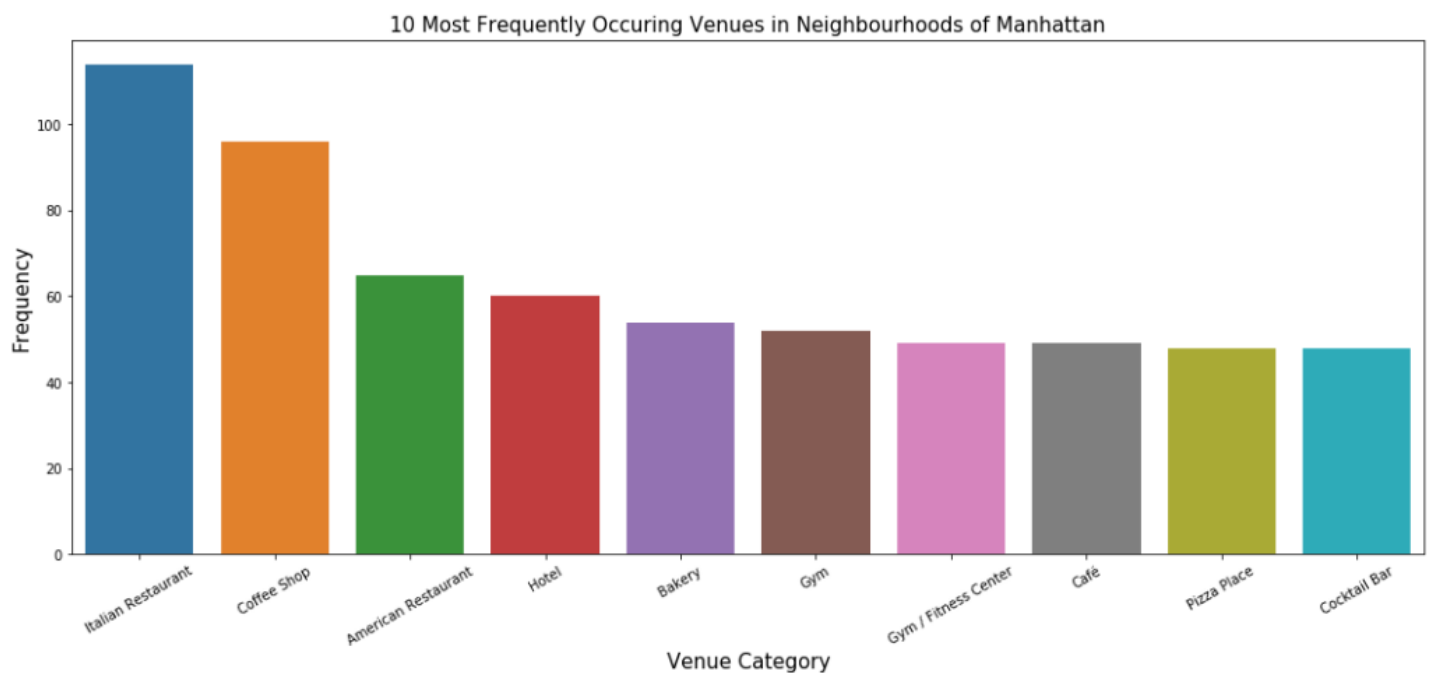 10 Most Frequently Occuring Venues in Neighbourhoods of Manhattan
Frequency
100
80
60
40
20
0
Italian Restaurant
Coffee Shop
American Restaurant
Hotel
Bakery
Gym
Gym / Fitness Center
Café
Pizza Place
Cocktail Bar
Venue Category